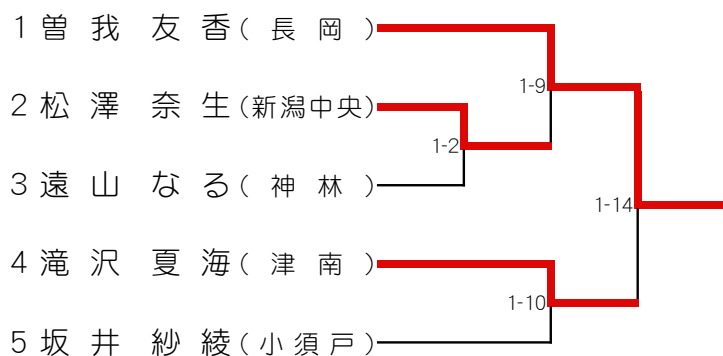 1 曽我 友香(長岡)
1-9
2 松澤 奈生(新潟中央)
1-2
3 遠山 なる(神林)
1-14
4 滝沢 夏海(津南)
1-10
5 坂井 紗綾(小須戸)